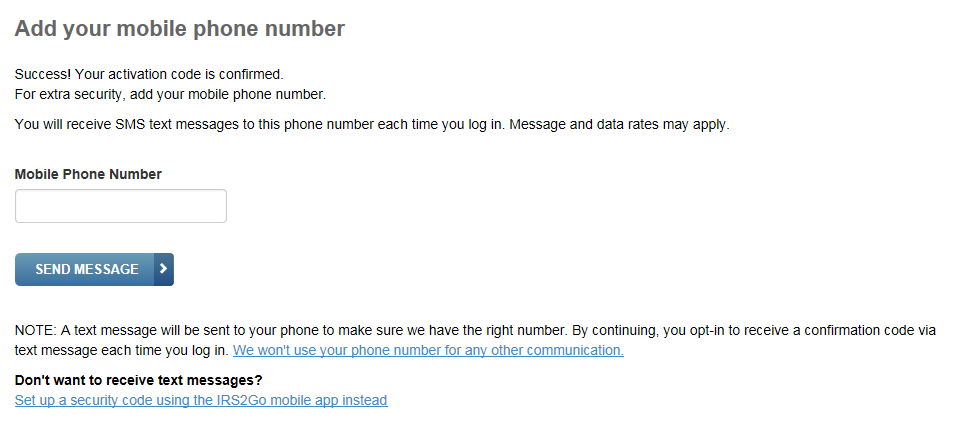 Add your mobile phone number
Success! Your activation code is confirmed.
For extra security, add your mobile phone number.
You will receive SMS text messages to this phone number each time you log in. Message and data rates may apply.
Mobile Phone Number
SEND MESSAGE
NOTE: A text message will be sent to your phone to make sure we have the right number. By continuing, you opt-in to receive a confirmation code via
text message each time you log in. We won't use your phone number for any other communication.
Don't want to receive text messages?
Set up a security code using the IRS2Go mobile app instead